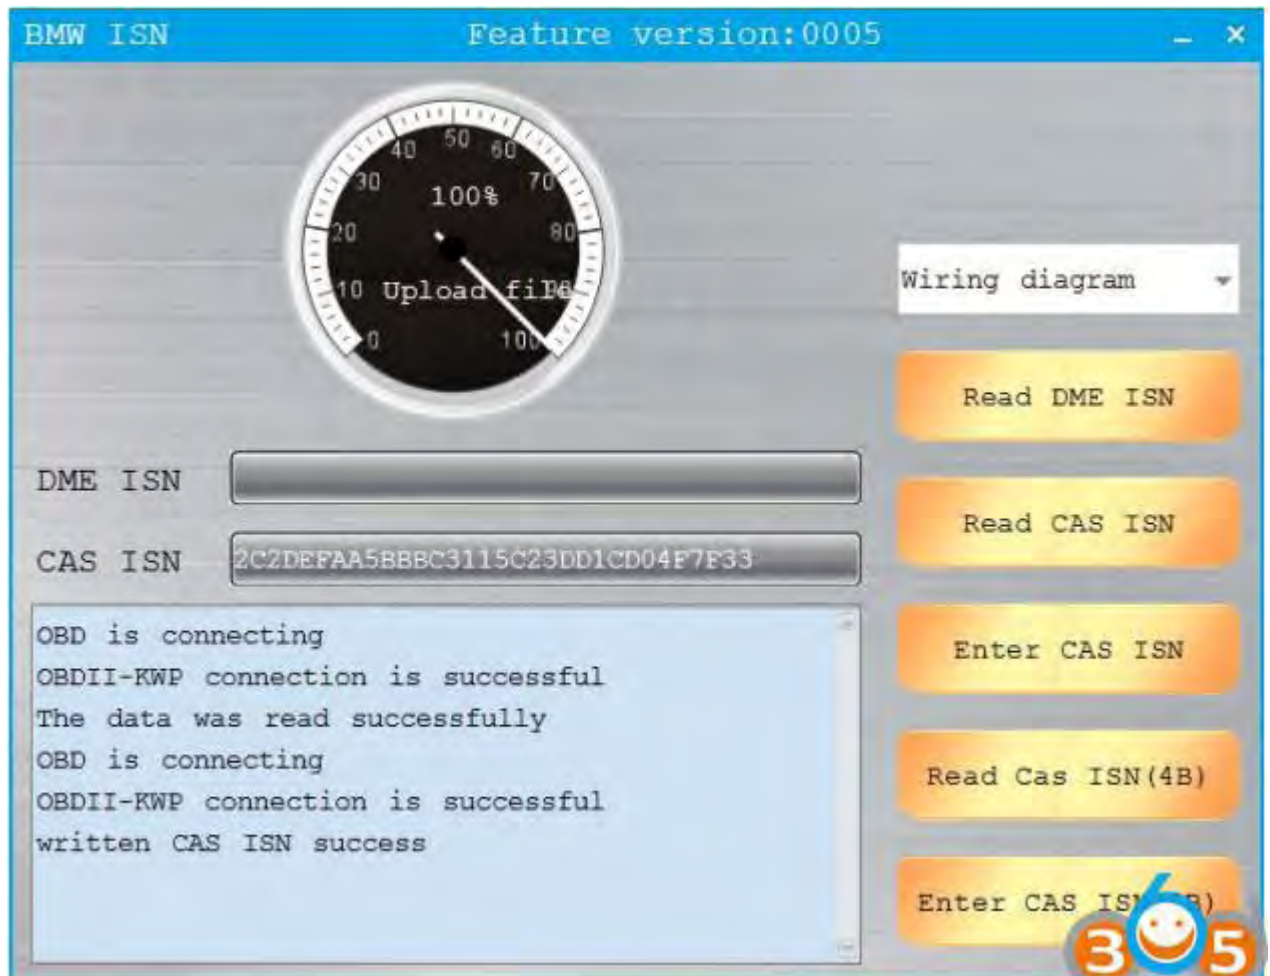 BMW ISN
Feature version:0005
50
40
60
30
70
100%
20
80
10
Upload file
90
0
100
Wiring diagram
Read DME ISN
DME ISN
Read CAS ISN
CAS ISN
2C2DEFAA5BBBC3115C23DD1CD04F7F33
Enter CAS ISN
OBD is connecting
OBDII-KWP connection is successful
The data was read successfully
OBD is connecting
OBDII-KWP connection is successful
written CAS ISN success
Read Cas ISN(4B)
Enter CAS
365